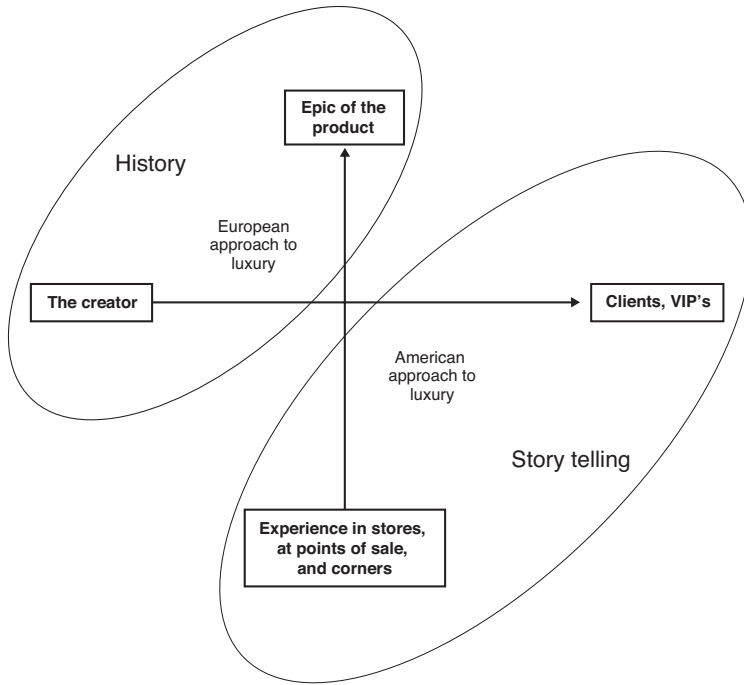 Epic of the
product
History
European
approach to
luxury
The creator
Clients, VIP's
American
approach to
luxury
Story telling
Experience in stores,
at points of sale,
and corners